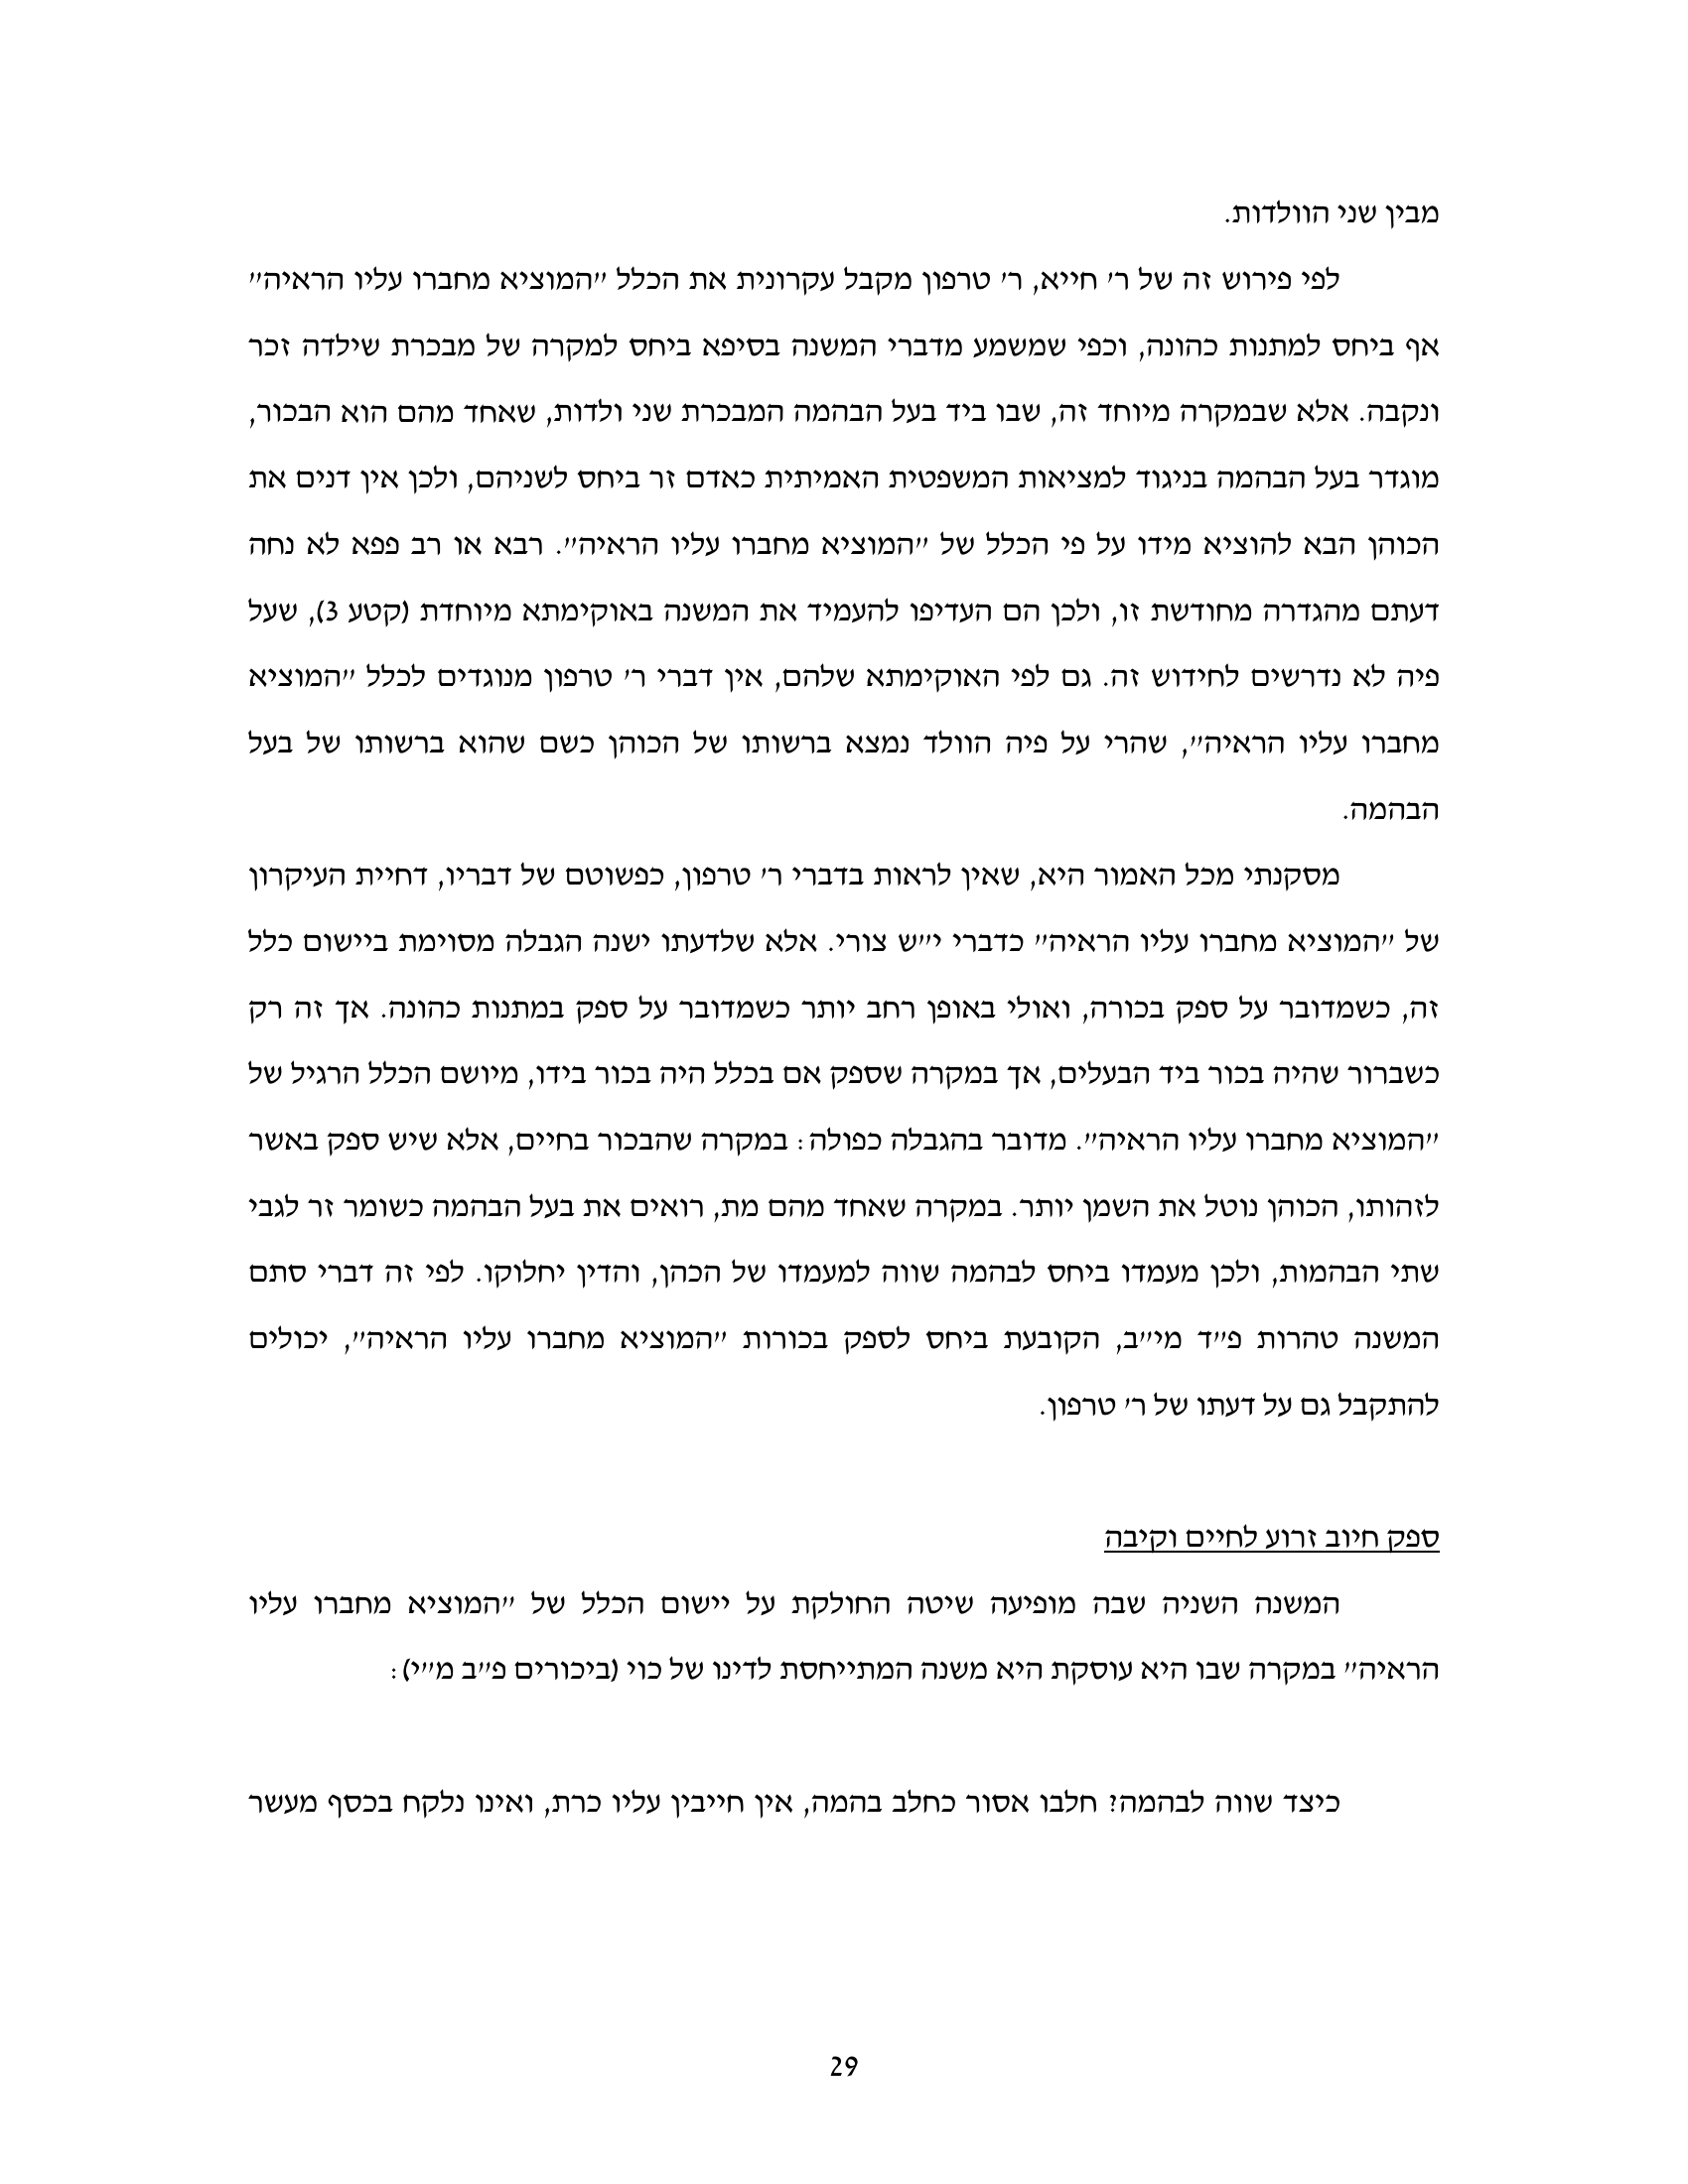 מבין שני הוולדות.
לפי פירוש זה של ר' חייא, ר' טרפון מקבל עקרונית את הכלל "המוציא מחברו עליו הראיה"
אף ביחס למתנות כהונה, וכפי שמשמע מדברי המשנה בסיפא ביחס למקרה של מבכרת שילדה זכר
ונקבה. אלא שבמקרה מיוחד זה, שבו ביד בעל הבהמה המבכרת שני ולדות, שאחד מהם הוא הבכור,
מוגדר בעל הבהמה בניגוד למציאות המשפטית האמיתית כאדם זר ביחס לשניהם, ולכן אין דנים את
הכוהן הבא להוציא מידו על פי הכלל של "המוציא מחברו עליו הראיה". רבא או רב פפא לא נחה
דעתם מהגדרה מחודשת זו, ולכן הם העדיפו להעמיד את המשנה באוקימתא מיוחדת (קטע 3), שעל
פיה לא נדרשים לחידוש זה. גם לפי האוקימתא שלהם, אין דברי ר' טרפון מנוגדים לכלל "המוציא
מחברו עליו הראיה", שהרי על פיה הוולד נמצא ברשותו של הכוהן כשם שהוא ברשותו של בעל
הבהמה.
מסקנתי מכל האמור היא, שאין לראות בדברי ר' טרפון, כפשוטם של דבריו, דחיית העיקרון
של "המוציא מחברו עליו הראיה" כדברי י"ש צורי. אלא שלדעתו ישנה הגבלה מסוימת ביישום כלל
זה, כשמדובר על ספק בכורה, ואולי באופן רחב יותר כשמדובר על ספק במתנות כהונה. אך זה רק
כשברור שהיה בכור ביד הבעלים, אך במקרה שספק אם בכלל היה בכור בידו, מיושם הכלל הרגיל של
"המוציא מחברו עליו הראיה". מדובר בהגבלה כפולה: במקרה שהבכור בחיים, אלא שיש ספק באשר
לזהותו, הכוהן נוטל את השמן יותר. במקרה שאחד מהם מת, רואים את בעל הבהמה כשומר זר לגבי
שתי הבהמות, ולכן מעמדו ביחס לבהמה שווה למעמדו של הכהן, והדין יחלוקו. לפי זה דברי סתם
המשנה טהרות פ"ד מי"ב, הקובעת ביחס לספק בכורות "המוציא מחברו עליו הראיה", יכולים
להתקבל גם על דעתו של ר' טרפון.
ספק חיוב זרוע לחיים וקיבה
המשנה השניה שבה מופיעה שיטה החולקת על יישום הכלל של "המוציא מחברו עליו
הראיה" במקרה שבו היא עוסקת היא משנה המתייחסת לדינו של כוי (ביכורים פ"ב מ"י):
כיצד שווה לבהמה? חלבו אסור כחלב בהמה, אין חייבין עליו כרת, ואינו נלקח בכסף מעשר
29